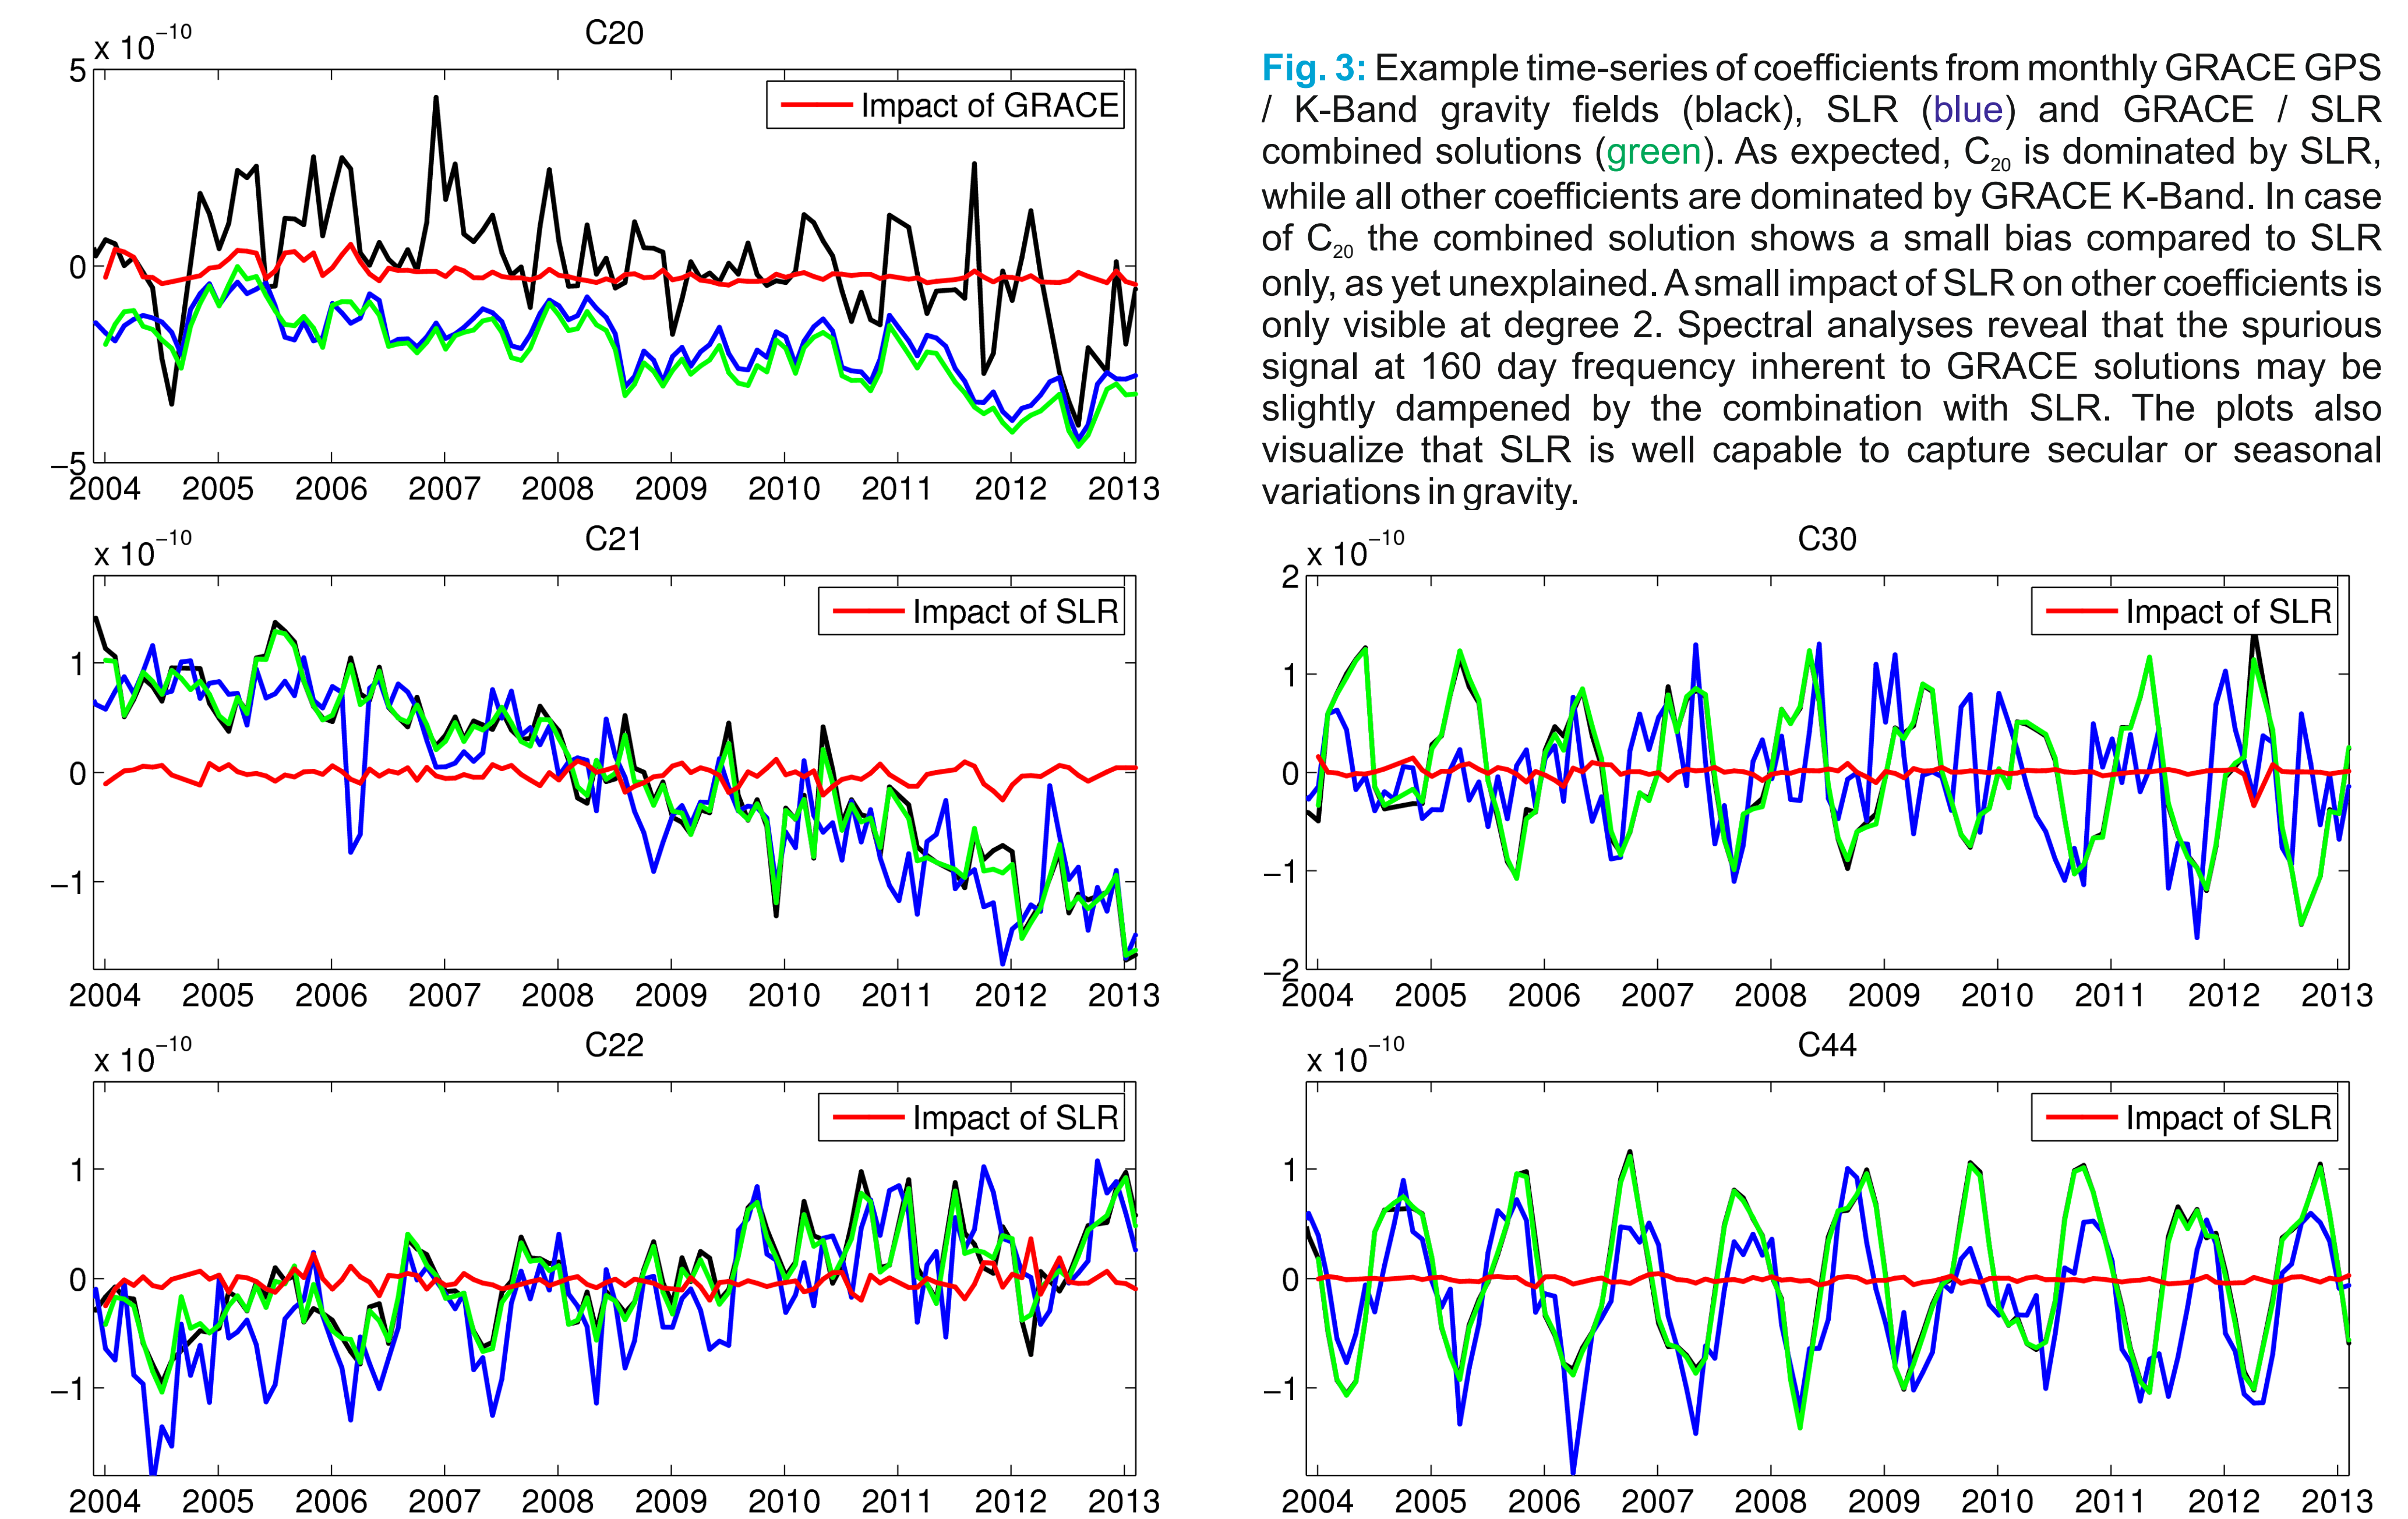 C20
x 10−10
5
0
−5
Impact of GRACE
2004 2005 2006 2007 2008 2009 2010 2011 2012 2013
Fig. 3: Example time-series of coefficients from monthly GRACE GPS
/ K-Band gravity fields (black), SLR (blue) and GRACE / SLR
combined solutions (green). As expected, C20 is dominated by SLR,
while all other coefficients are dominated by GRACE K-Band. In case
of C20 the combined solution shows a small bias compared to SLR
only, as yet unexplained. A small impact of SLR on other coefficients is
only visible at degree 2. Spectral analyses reveal that the spurious
signal at 160 day frequency inherent to GRACE solutions may be
slightly dampened by the combination with SLR. The plots also
visualize that SLR is well capable to capture secular or seasonal
variations in gravity.
C21
x 10−10
1
0
−1
Impact of SLR
2004 2005 2006 2007 2008 2009 2010 2011 2012 2013
C30
x 10−10
2
1
0
−1
−2
Impact of SLR
2004 2005 2006 2007 2008 2009 2010 2011 2012 2013
C22
x 10−10
1
0
−1
Impact of SLR
2004 2005 2006 2007 2008 2009 2010 2011 2012 2013
C44
x 10−10
1
0
−1
Impact of SLR
2004 2005 2006 2007 2008 2009 2010 2011 2012 2013